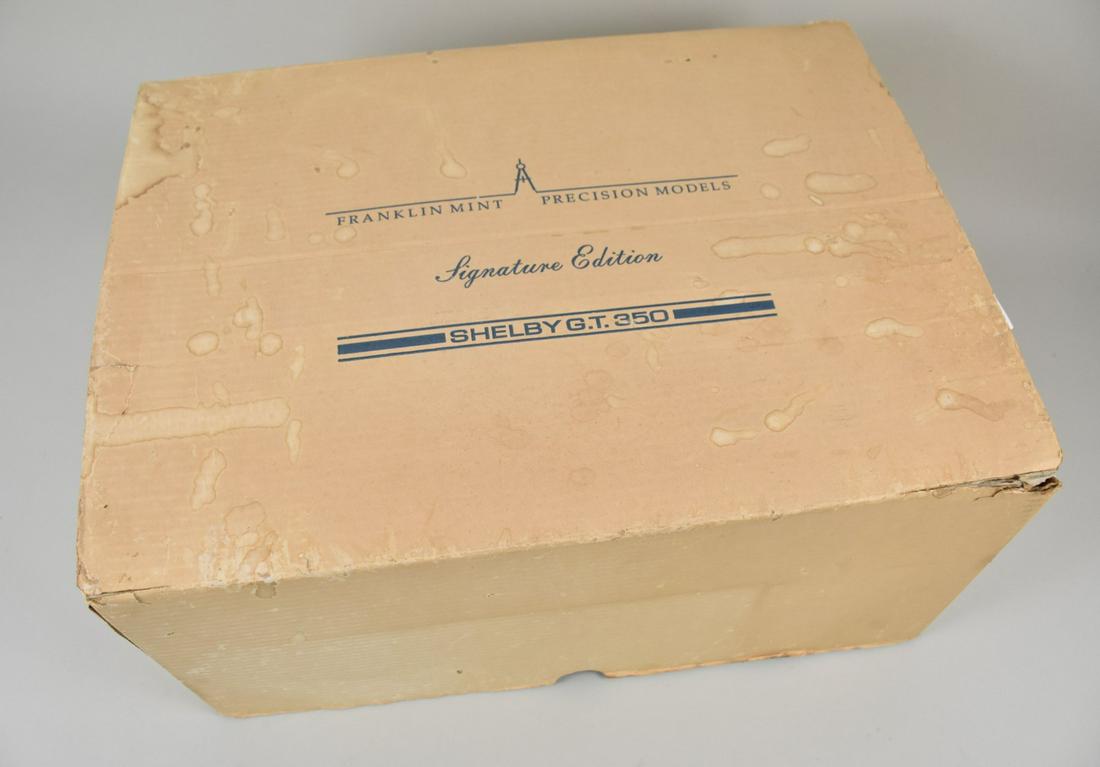 FRANKLIN MINT PRECISION MODELS
Signature Edition
SHELBY G.T. 350